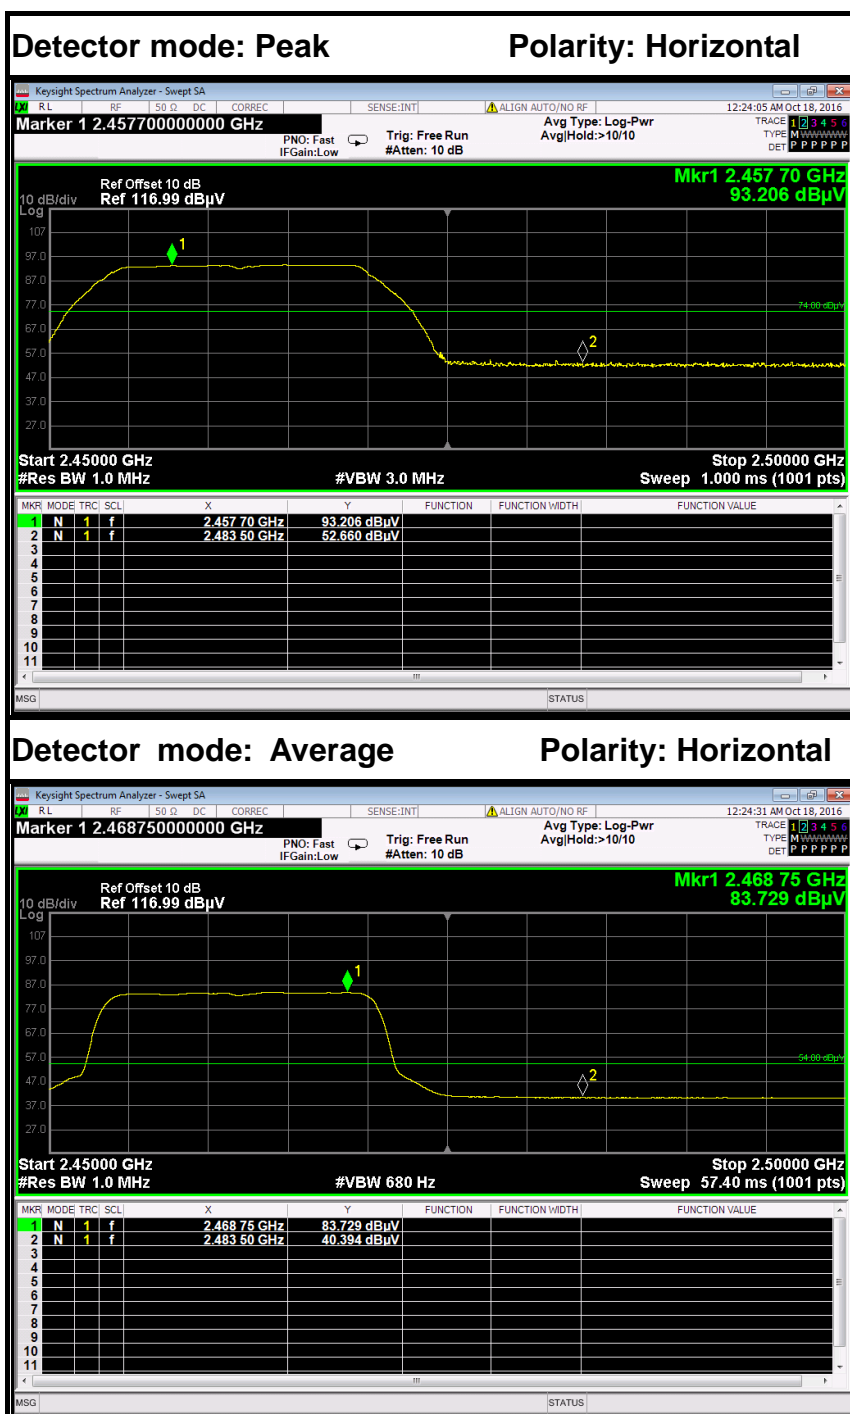 Detector mode: Peak Polarity: Horizontal
Keysight Spectrum Analyzer - Swept SA
LXI RL RF 50 Ω DC CORREC SENSE:INT ALIGN AUTO/NO RF 12:24:05 AM Oct 18, 2016
Marker 1 2.457700000000 GHz
PNO: Fast
IFGain:Low
Trig: Free Run
#Atten: 10 dB
Avg Type: Log-Pwr
Avg|Hold:>10/10
TRACE 1 2 3 4 5 6
TYPE M W W W W W
DET P P P P P P
Mkr1 2.457 70 GHz
93.206 dBµV
Ref Offset 10 dB
10 dB/div Ref 116.99 dBµV
Log
107
97.0
87.0
77.0
67.0
57.0
47.0
37.0
27.0
1
74.00 dBµV
2
Start 2.45000 GHz Stop 2.50000 GHz
#Res BW 1.0 MHz #VBW 3.0 MHz Sweep 1.000 ms (1001 pts)
MKR MODE TRC SCL X Y FUNCTION FUNCTION WIDTH FUNCTION VALUE
1 N 1 f 2.457 70 GHz 93.206 dBµV
2 N 1 f 2.483 50 GHz 52.660 dBµV
3
4
5
6
7
8
9
10
11
MSG STATUS
Detector mode: Average Polarity: Horizontal
Keysight Spectrum Analyzer - Swept SA
LXI RL RF 50 Ω DC CORREC SENSE:INT ALIGN AUTO/NO RF 12:24:31 AM Oct 18, 2016
Marker 1 2.468750000000 GHz
PNO: Fast
IFGain:Low
Trig: Free Run
#Atten: 10 dB
Avg Type: Log-Pwr
Avg|Hold:>10/10
TRACE 1 2 3 4 5 6
TYPE M W W W W W
DET P P P P P P
Mkr1 2.468 75 GHz
83.729 dBµV
Ref Offset 10 dB
10 dB/div Ref 116.99 dBµV
Log
107
97.0
87.0
77.0
67.0
57.0
47.0
37.0
27.0
1
54.00 dBµV
2
Start 2.45000 GHz Stop 2.50000 GHz
#Res BW 1.0 MHz #VBW 680 Hz Sweep 57.40 ms (1001 pts)
MKR MODE TRC SCL X Y FUNCTION FUNCTION WIDTH FUNCTION VALUE
1 N 1 f 2.468 75 GHz 83.729 dBµV
2 N 1 f 2.483 50 GHz 40.394 dBµV
3
4
5
6
7
8
9
10
11
MSG STATUS